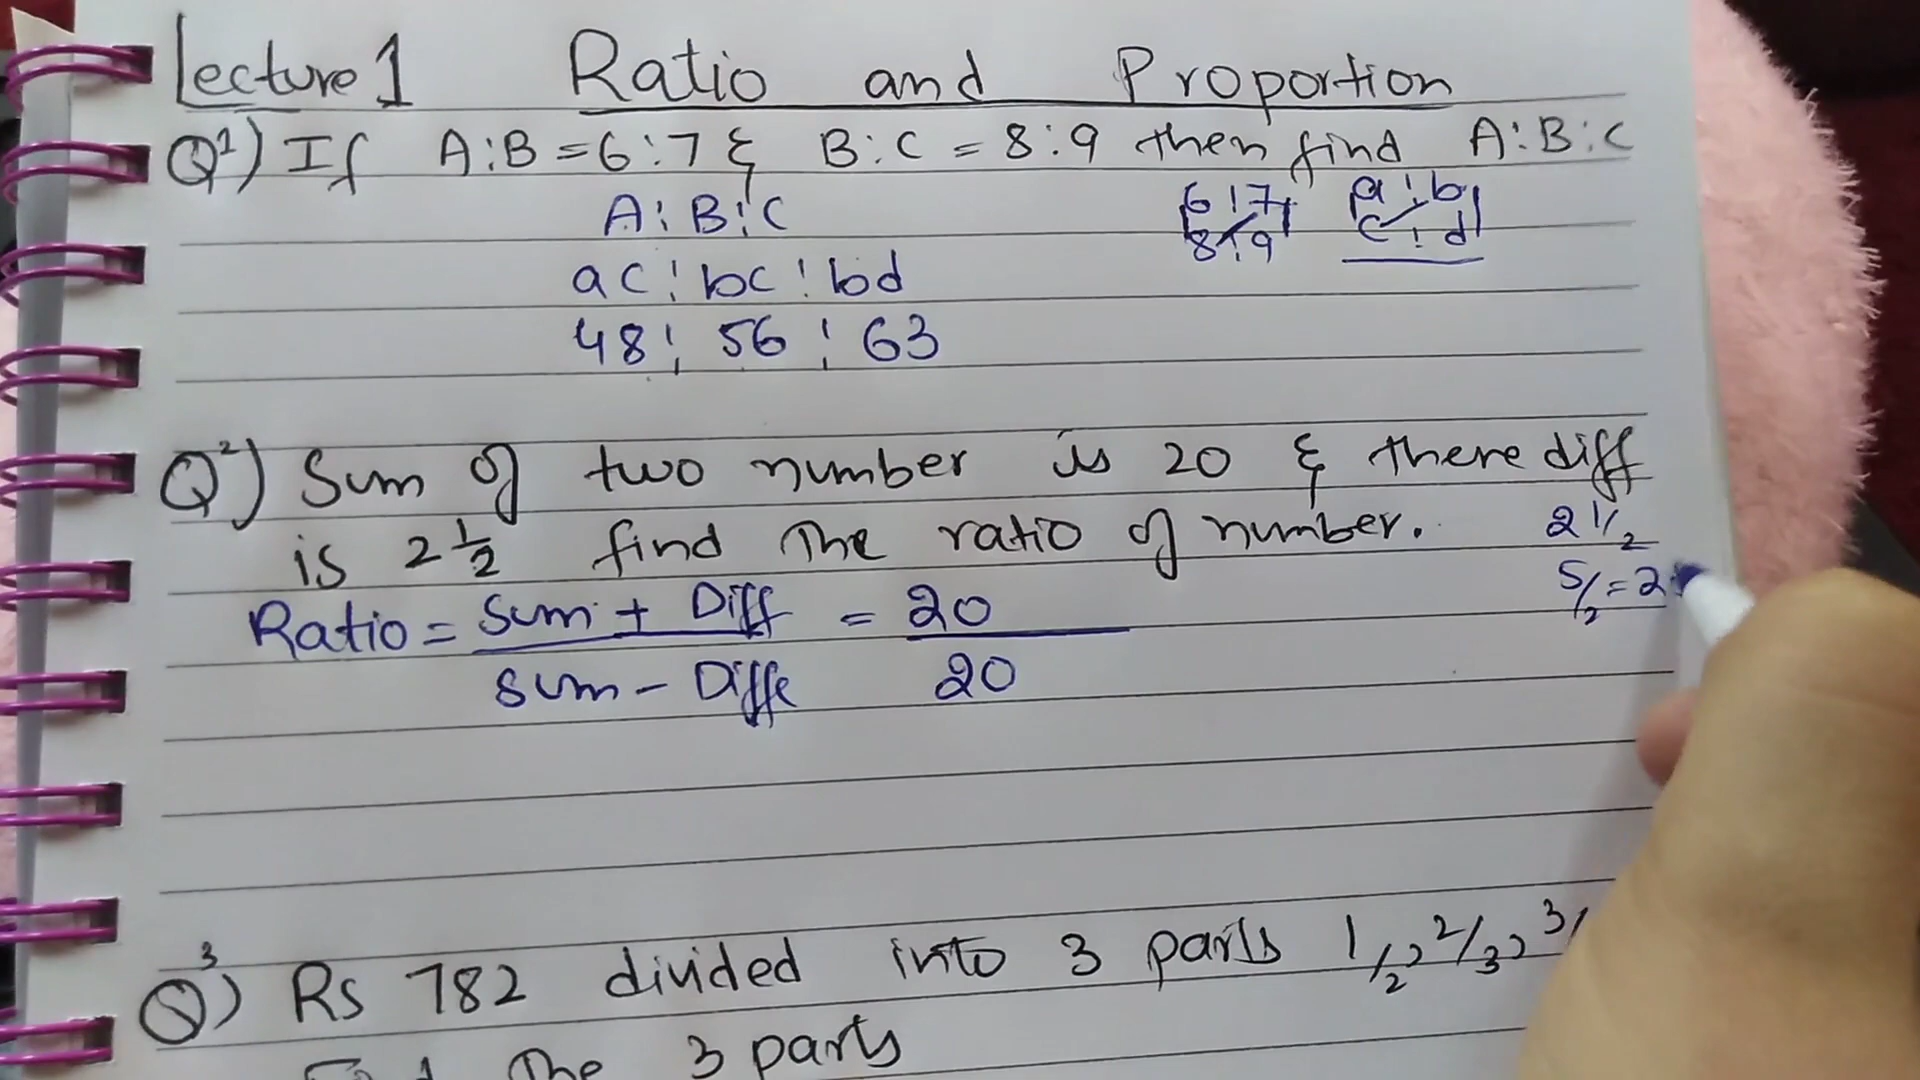 Lecture 1 Ratio and Proportion
Q1) If A:B = 6:7 & B:C = 8:9 then find A:B:C
A:B:C
6:7
8:9
a:b
c:d
ac:bc:bd
48:56:63
Q2) Sum of two number is 20 & there diff
is 2 1/2 find the ratio of number.
2 1/2
5/2 = 2
Ratio = Sum + Diff / Sum - Diffe = 20 / 20
Q3) Rs 782 divided into 3 parts 1/2, 2/3, 3/
The 3 parts